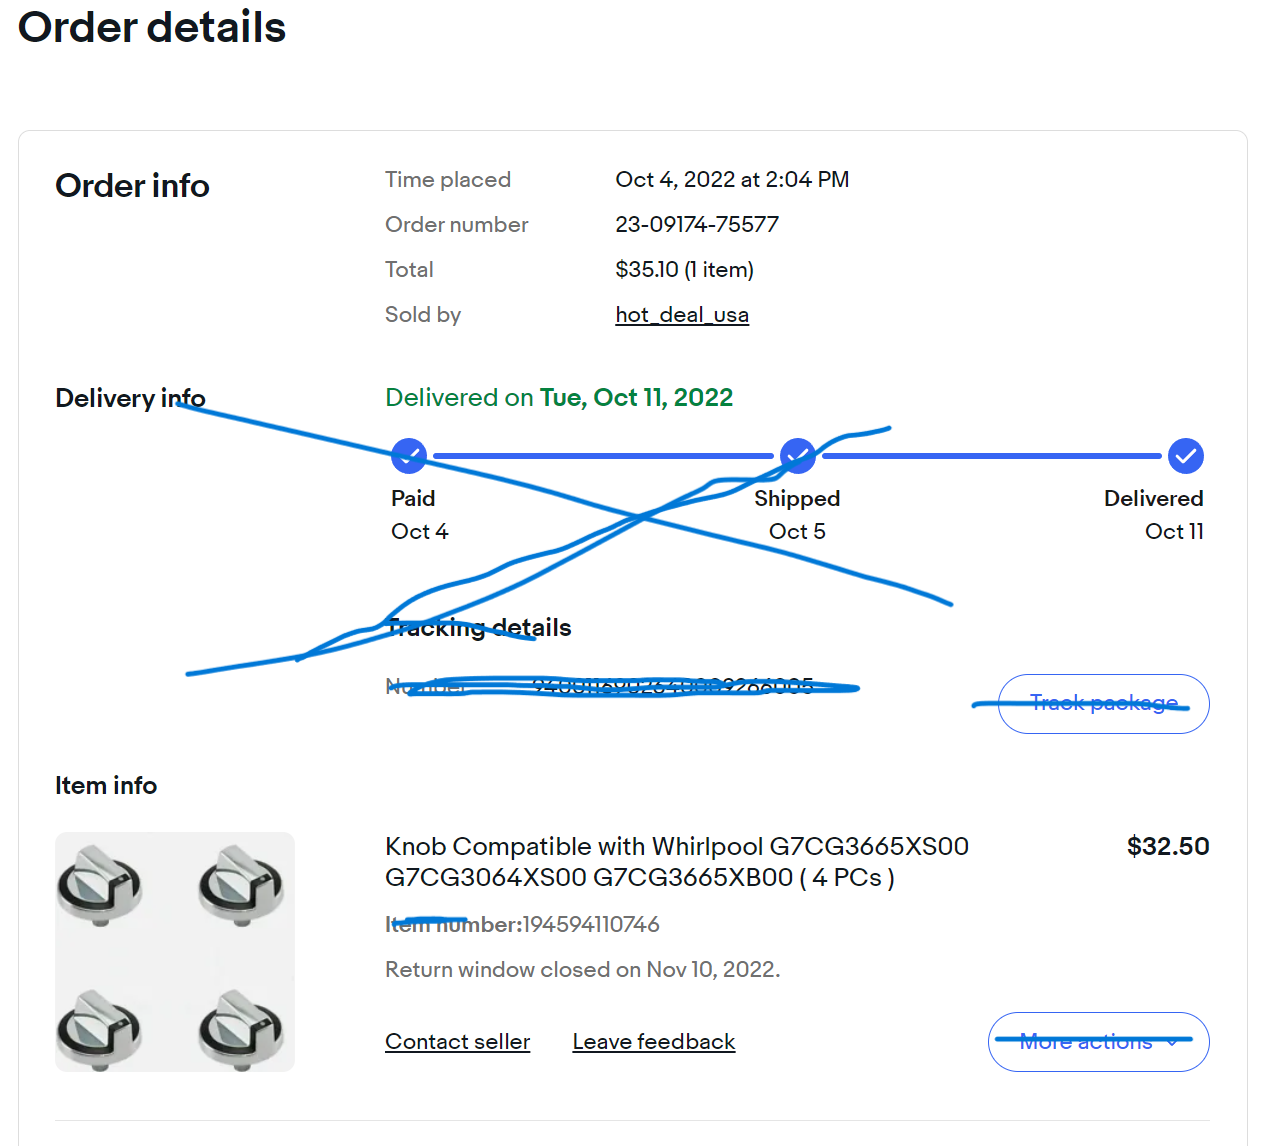 Order details
Order info
Time placed Oct 4, 2022 at 2:04 PM
Order number 23-09174-75577
Total $35.10 (1 item)
Sold by hot_deal_usa
Delivery info Delivered on Tue, Oct 11, 2022
Paid Shipped Delivered
Oct 4 Oct 5 Oct 11
Tracking details
Number
Track package
Item info
Knob Compatible with Whirlpool G7CG3665XS00 $32.50
G7CG3064XS00 G7CG3665XB00 ( 4 PCs )
Item number:194594110746
Return window closed on Nov 10, 2022.
Contact seller Leave feedback More actions